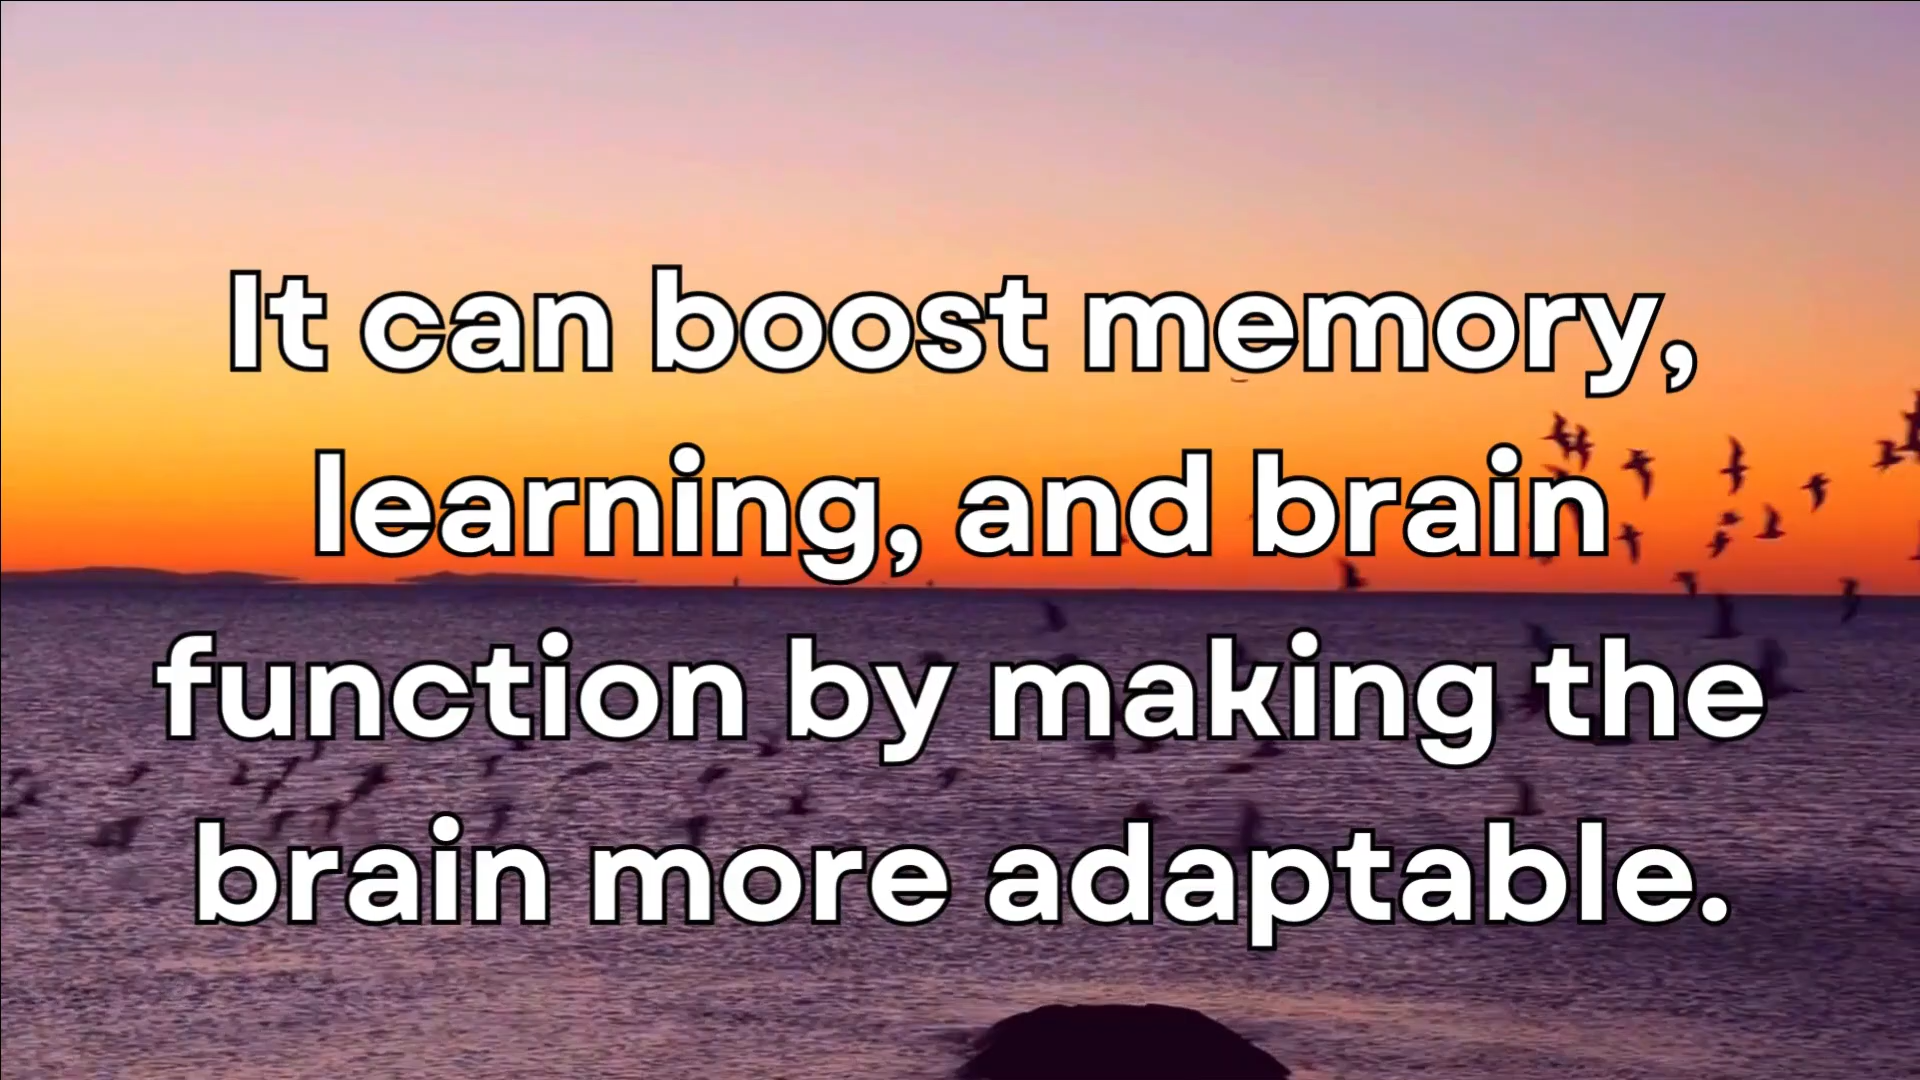 It can boost memory,
learning, and brain
function by making the
brain more adaptable.